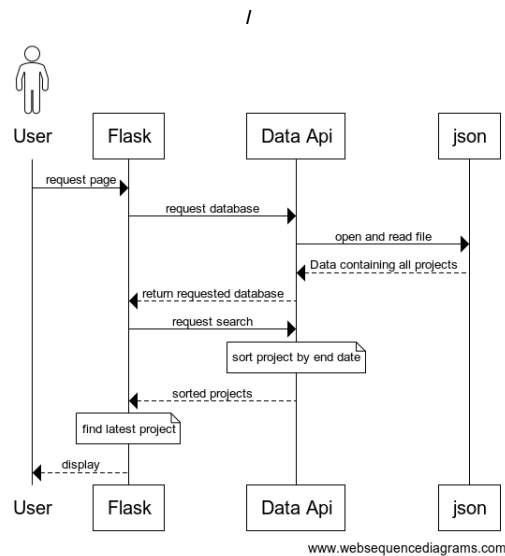 /
User
Flask
Data Api
json
request page
request database
open and read file
Data containing all projects
return requested database
request search
sort project by end date
sorted projects
find latest project
display
User
Flask
Data Api
json
www.websequencediagrams.com